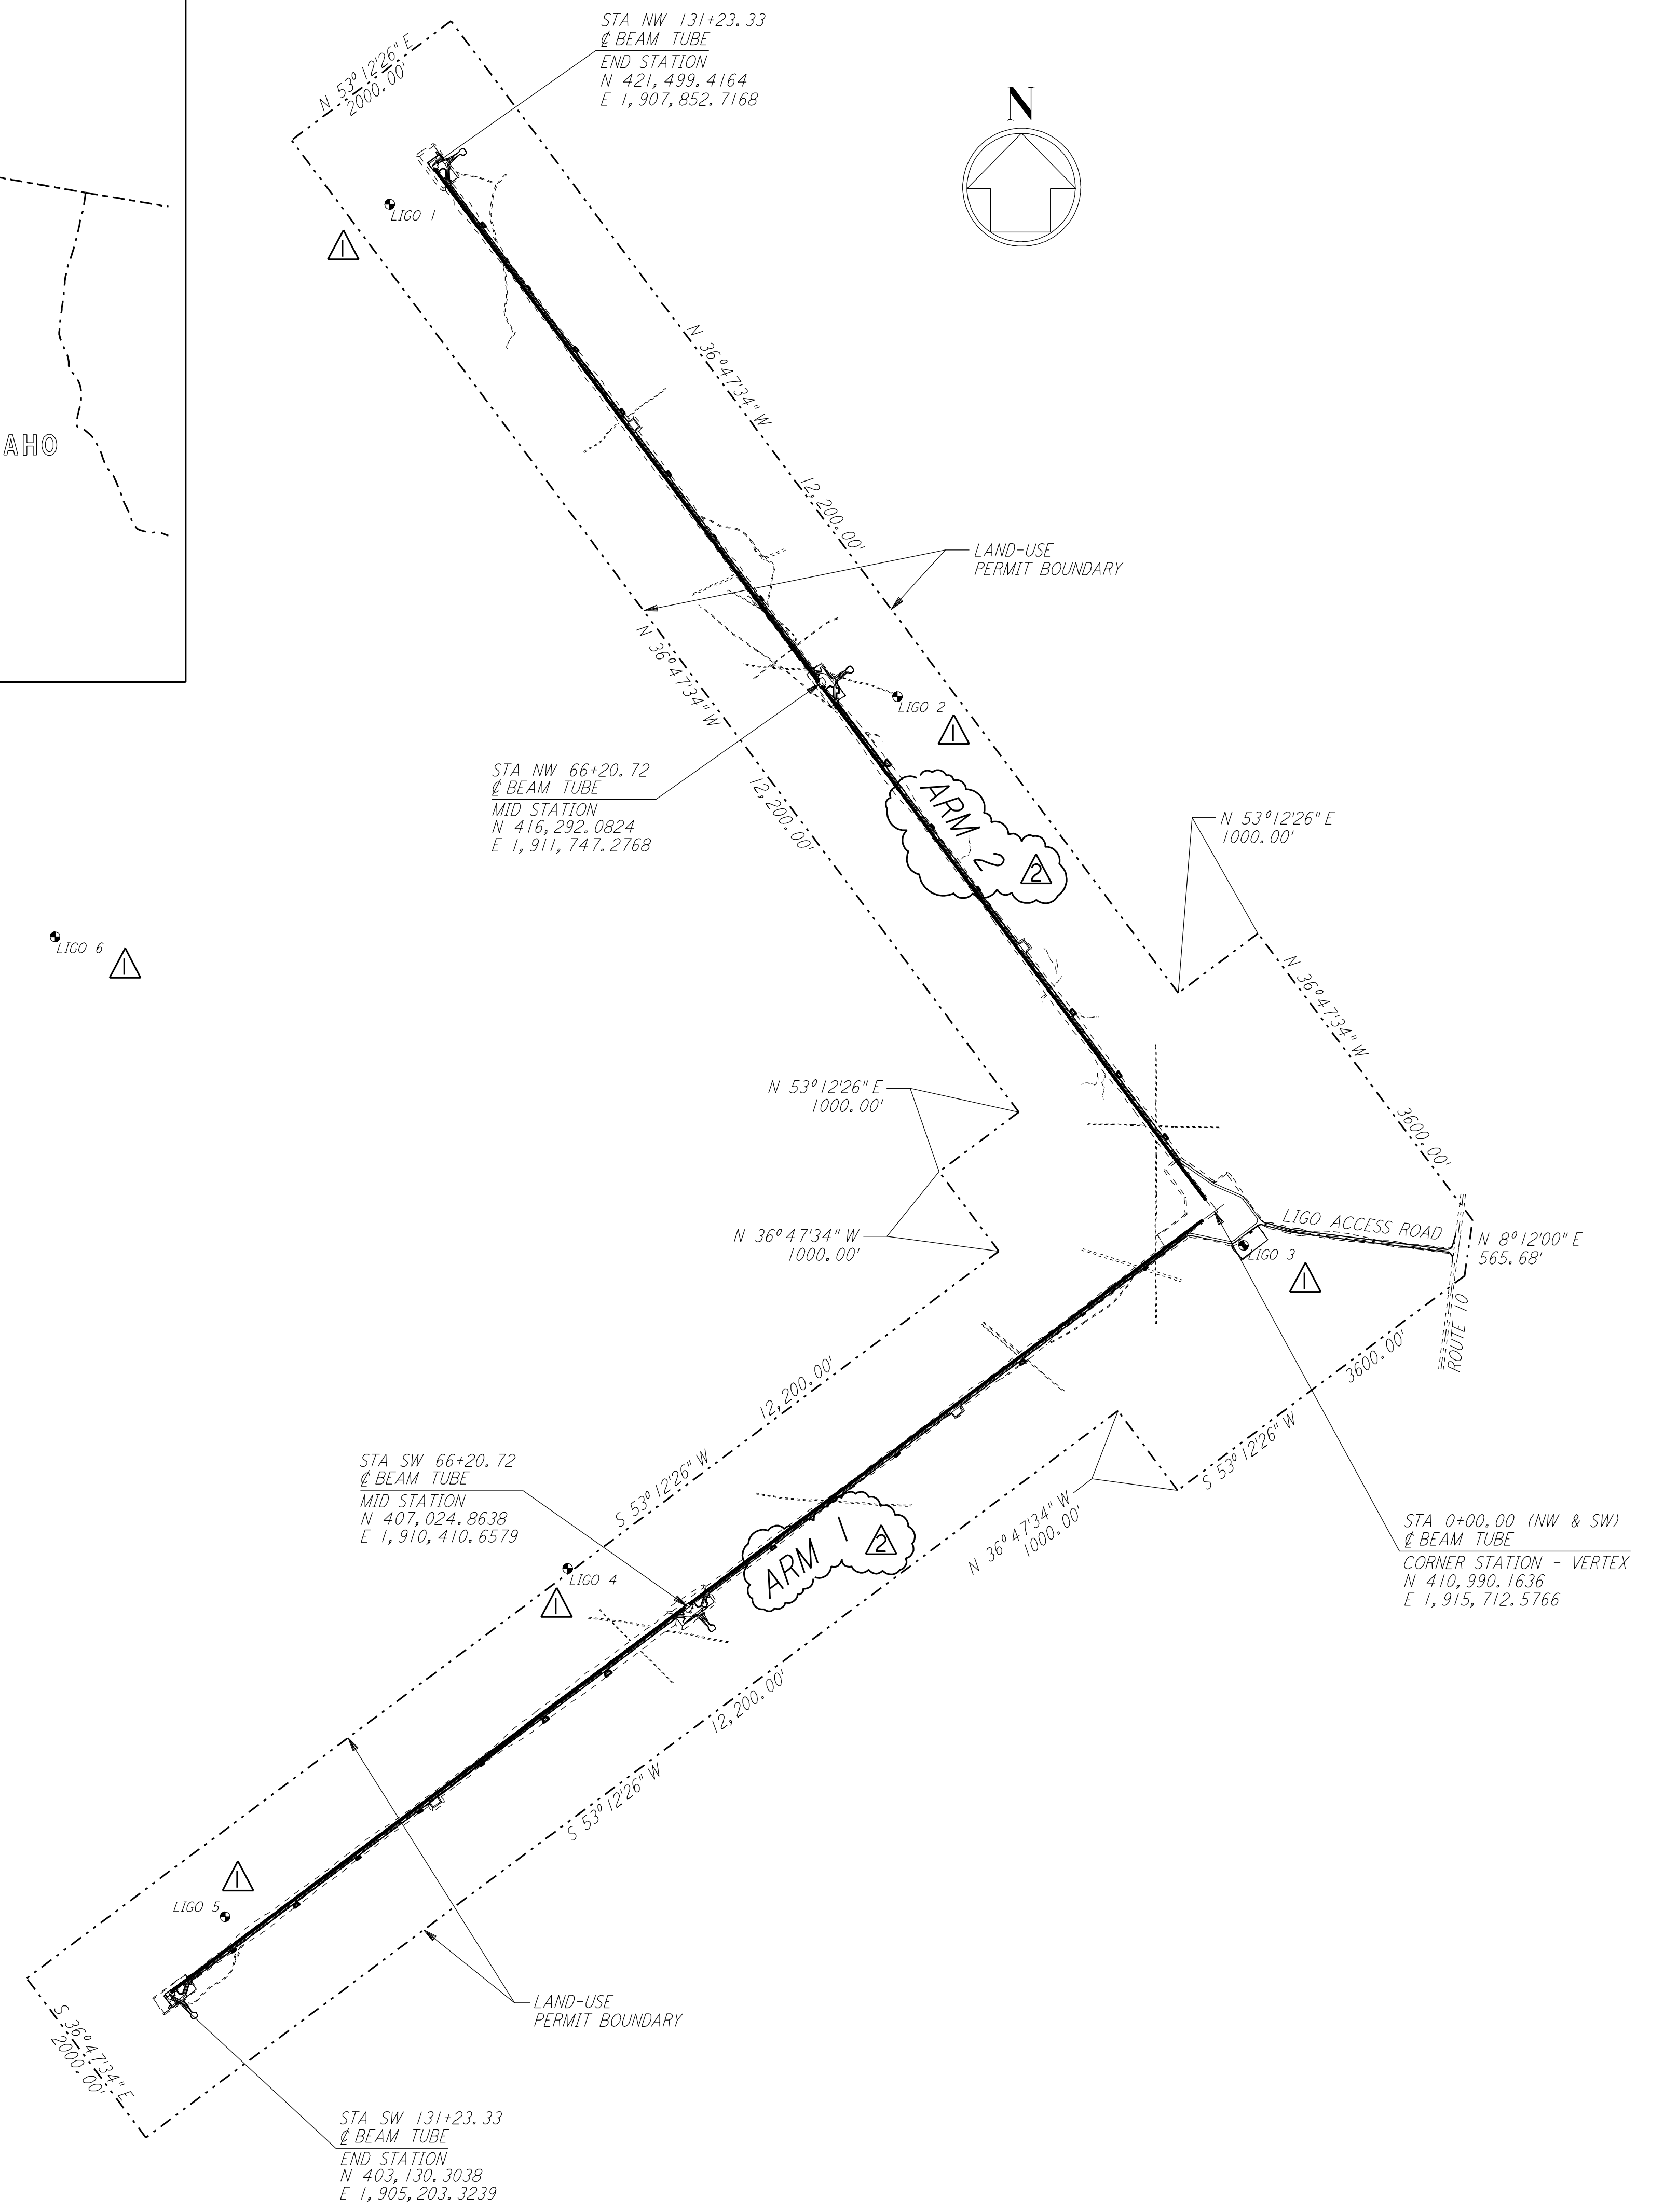 STA NW 131+23.33
℄ BEAM TUBE
END STATION
N 421,499.4164
E 1,907,852.7168
N 53°12'26" E
2000.00'
N
LIGO 1
1
AHO
N 36°47'34" W
12,200.00'
LAND-USE
PERMIT BOUNDARY
N 36°47'34" W
12,200.00'
LIGO 2
1
STA NW 66+20.72
℄ BEAM TUBE
MID STATION
N 416,292.0824
E 1,911,747.2768
ARM
2
2
N 53°12'26" E
1000.00'
LIGO 6
1
N 36°47'34" W
3600.00'
N 53°12'26" E
1000.00'
N 36°47'34" W
1000.00'
LIGO ACCESS ROAD
N 8°12'00" E
565.68'
LIGO 3
1
ROUTE 10
3600.00'
S 53°12'26" W
12,200.00'
S 53°12'26" W
N 36°47'34" W
1000.00'
STA SW 66+20.72
℄ BEAM TUBE
MID STATION
N 407,024.8638
E 1,910,410.6579
STA 0+00.00 (NW & SW)
℄ BEAM TUBE
CORNER STATION - VERTEX
N 410,990.1636
E 1,915,712.5766
ARM 1
2
LIGO 4
1
12,200.00'
S 53°12'26" W
1
LIGO 5
LAND-USE
PERMIT BOUNDARY
S 36°47'34" E
2000.00'
STA SW 131+23.33
℄ BEAM TUBE
END STATION
N 403,130.3038
E 1,905,203.3239